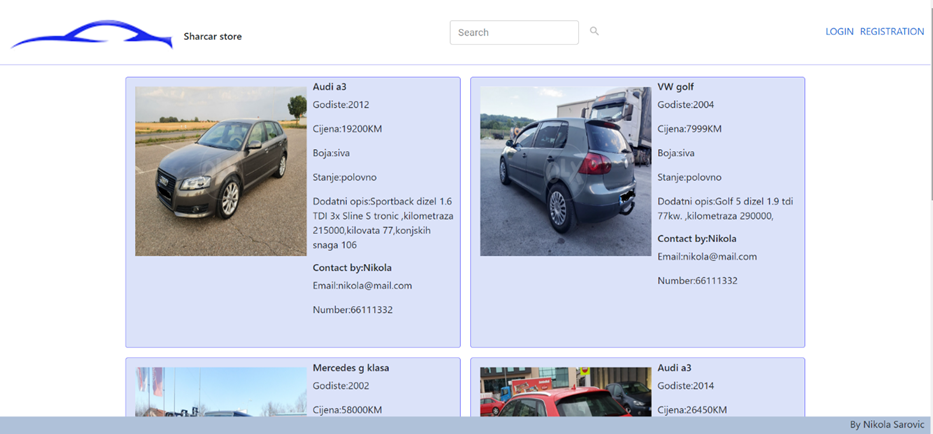 Sharcar store
Search
LOGIN REGISTRATION
Audi a3
Godiste:2012
Cijena:19200KM
Boja:siva
Stanje:polovno
Dodatni opis:Sportback dizel 1.6
TDI 3x Sline S tronic ,kilometraza
215000,kilovata 77,konjskih
snaga 106
Contact by:Nikola
Email:nikola@mail.com
Number:66111332
VW golf
Godiste:2004
Cijena:7999KM
Boja:siva
Stanje:polovno
Dodatni opis:Golf 5 dizel 1.9 tdi
77kw. ,kilometraza 290000,
Contact by:Nikola
Email:nikola@mail.com
Number:66111332
Mercedes g klasa
Godiste:2002
Cijena:58000KM
Audi a3
Godiste:2014
Cijena:26450KM
By Nikola Sarovic